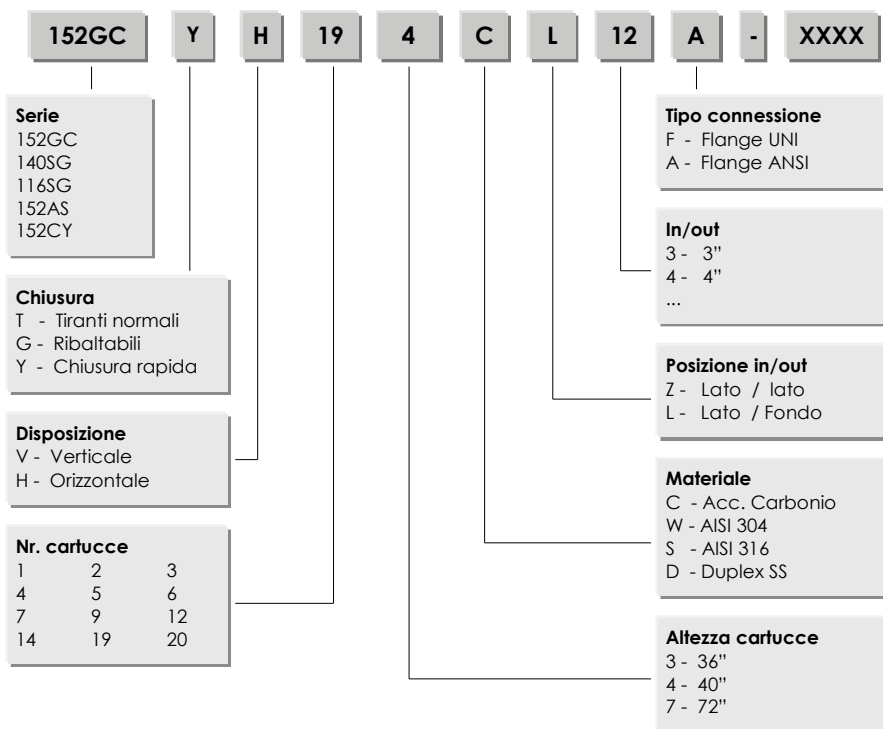 152GC Y H 19 4 C L 12 A - XXXX
Serie
152GC
140SG
116SG
152AS
152CY
Chiusura
T - Tiranti normali
G - Ribaltabili
Y - Chiusura rapida
Disposizione
V - Verticale
H - Orizzontale
Nr. cartucce
1 2 3
4 5 6
7 9 12
14 19 20
Tipo connessione
F - Flange UNI
A - Flange ANSI
In/out
3 - 3”
4 - 4”
...
Posizione in/out
Z - Lato / lato
L - Lato / Fondo
Materiale
C - Acc. Carbonio
W - AISI 304
S - AISI 316
D - Duplex SS
Altezza cartucce
3 - 36”
4 - 40”
7 - 72”